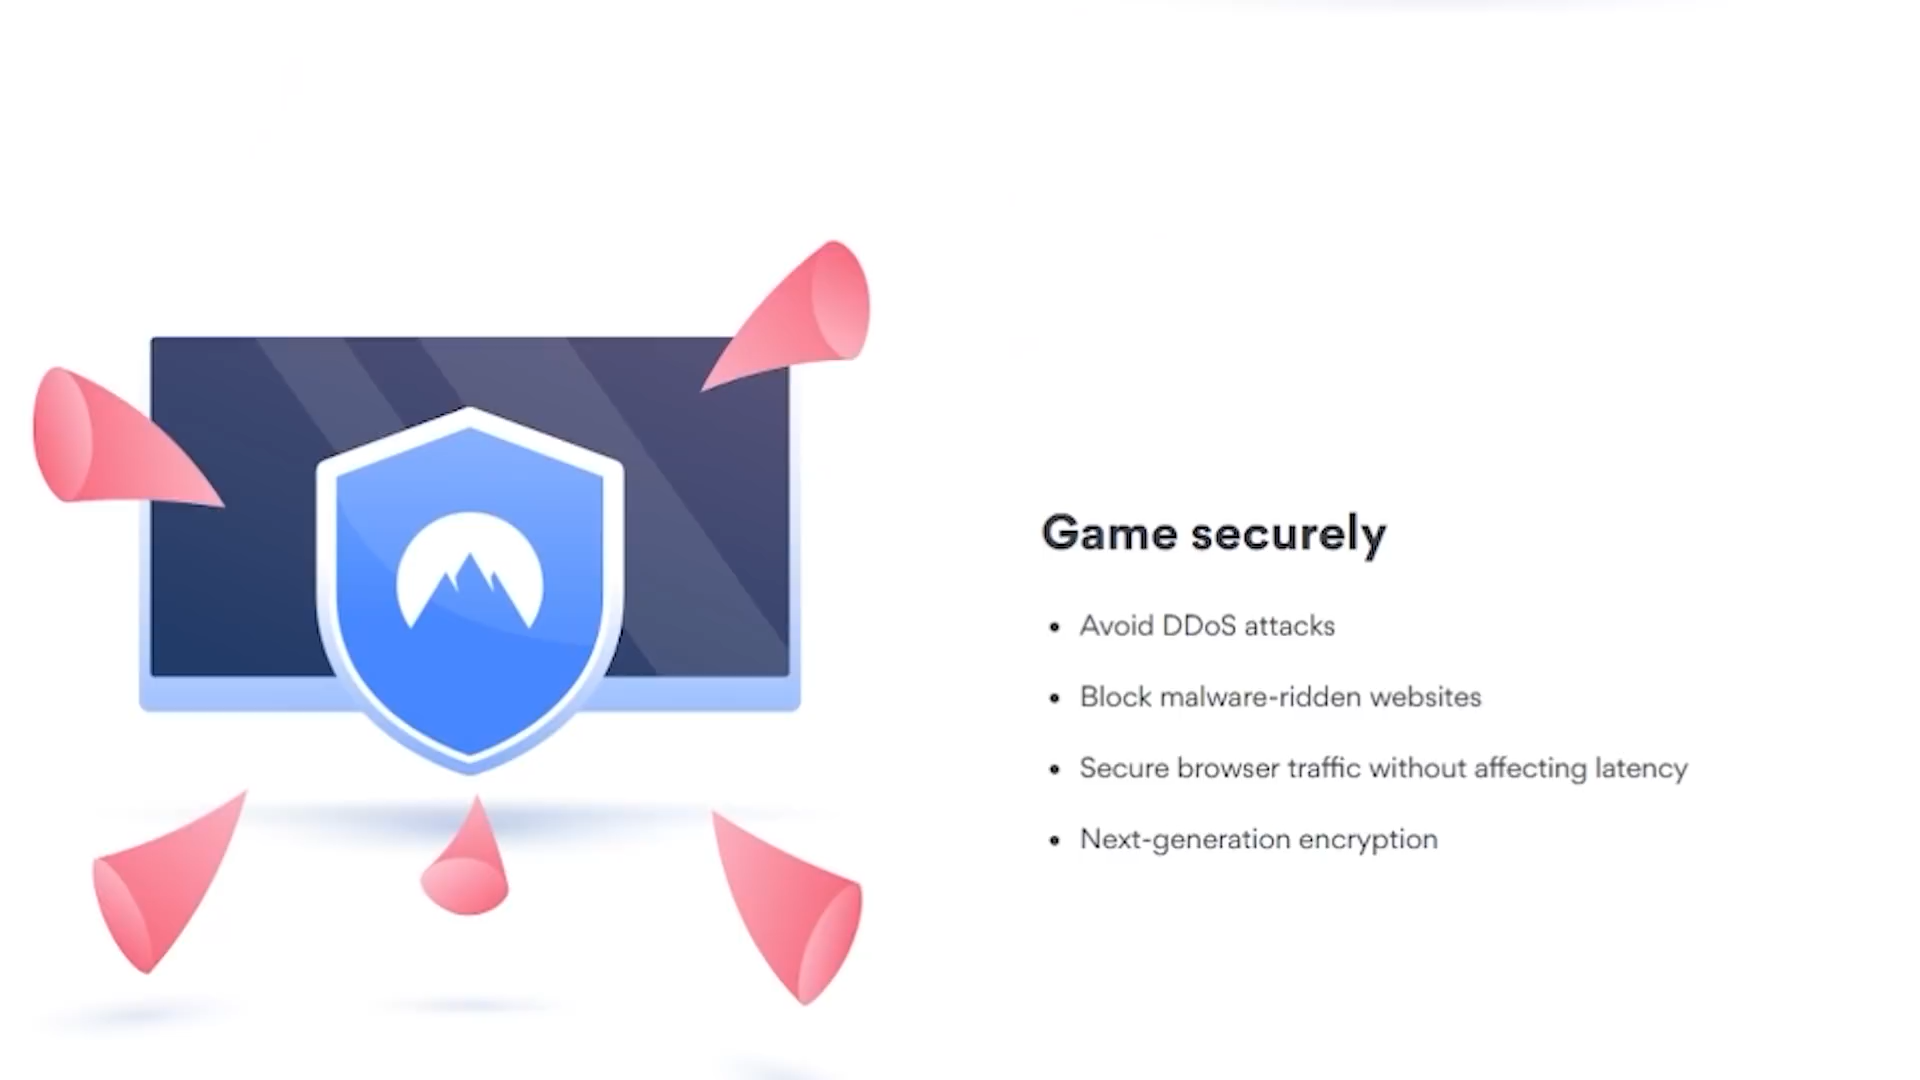 Game securely
Avoid DDoS attacks
Block malware-ridden websites
Secure browser traffic without affecting latency
Next-generation encryption